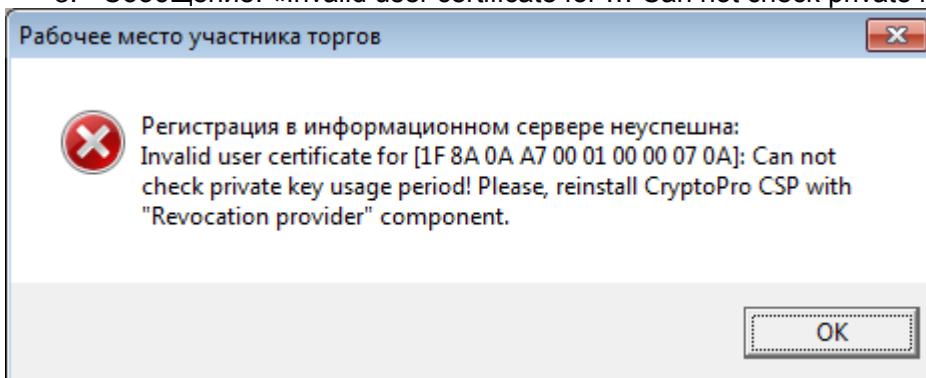 Рабочее место участника торгов
Регистрация в информационном сервере неуспешна:
Invalid user certificate for [1F 8A 0A A7 00 01 00 00 07 0A]: Can not
check private key usage period! Please, reinstall CryptoPro CSP with
"Revocation provider" component.
OK